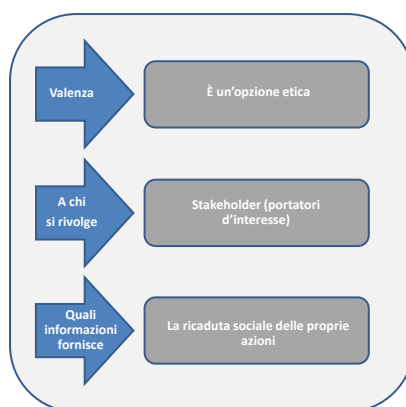 Valenza
È un'opzione etica
A chi
si rivolge
Stakeholder (portatori
d'interesse)
Quali
informazioni
fornisce
La ricaduta sociale delle proprie
azioni